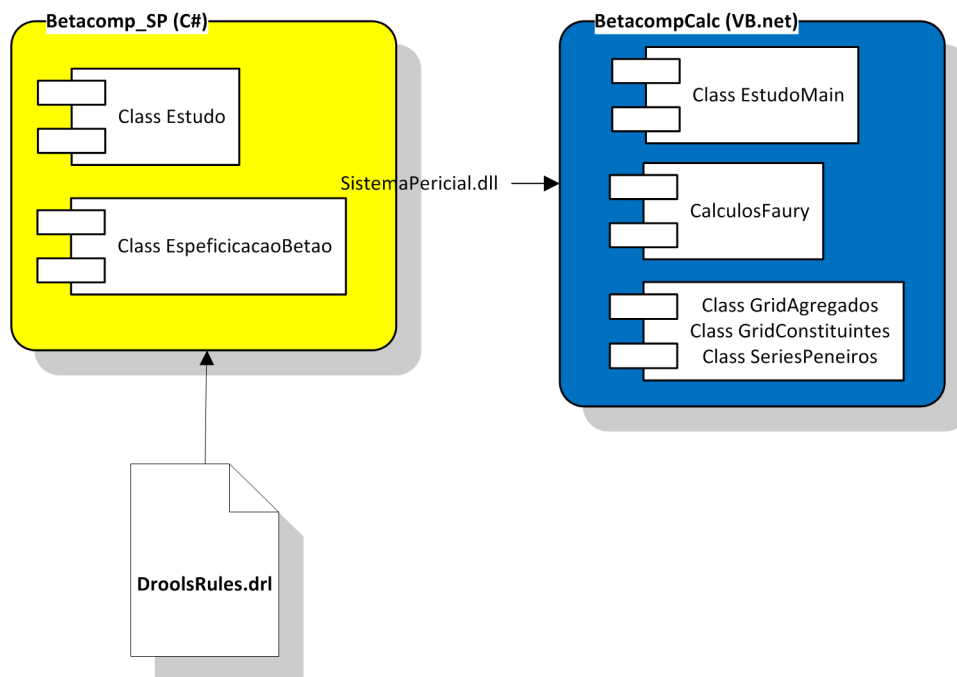 Betacomp_SP (C#)
Class Estudo
Class EspeficicacaoBetao
SistemaPericial.dll
BetacompCalc (VB.net)
Class EstudoMain
CalculosFaury
Class GridAgregados
Class GridConstituintes
Class SeriesPeneiros
DroolsRules.drl